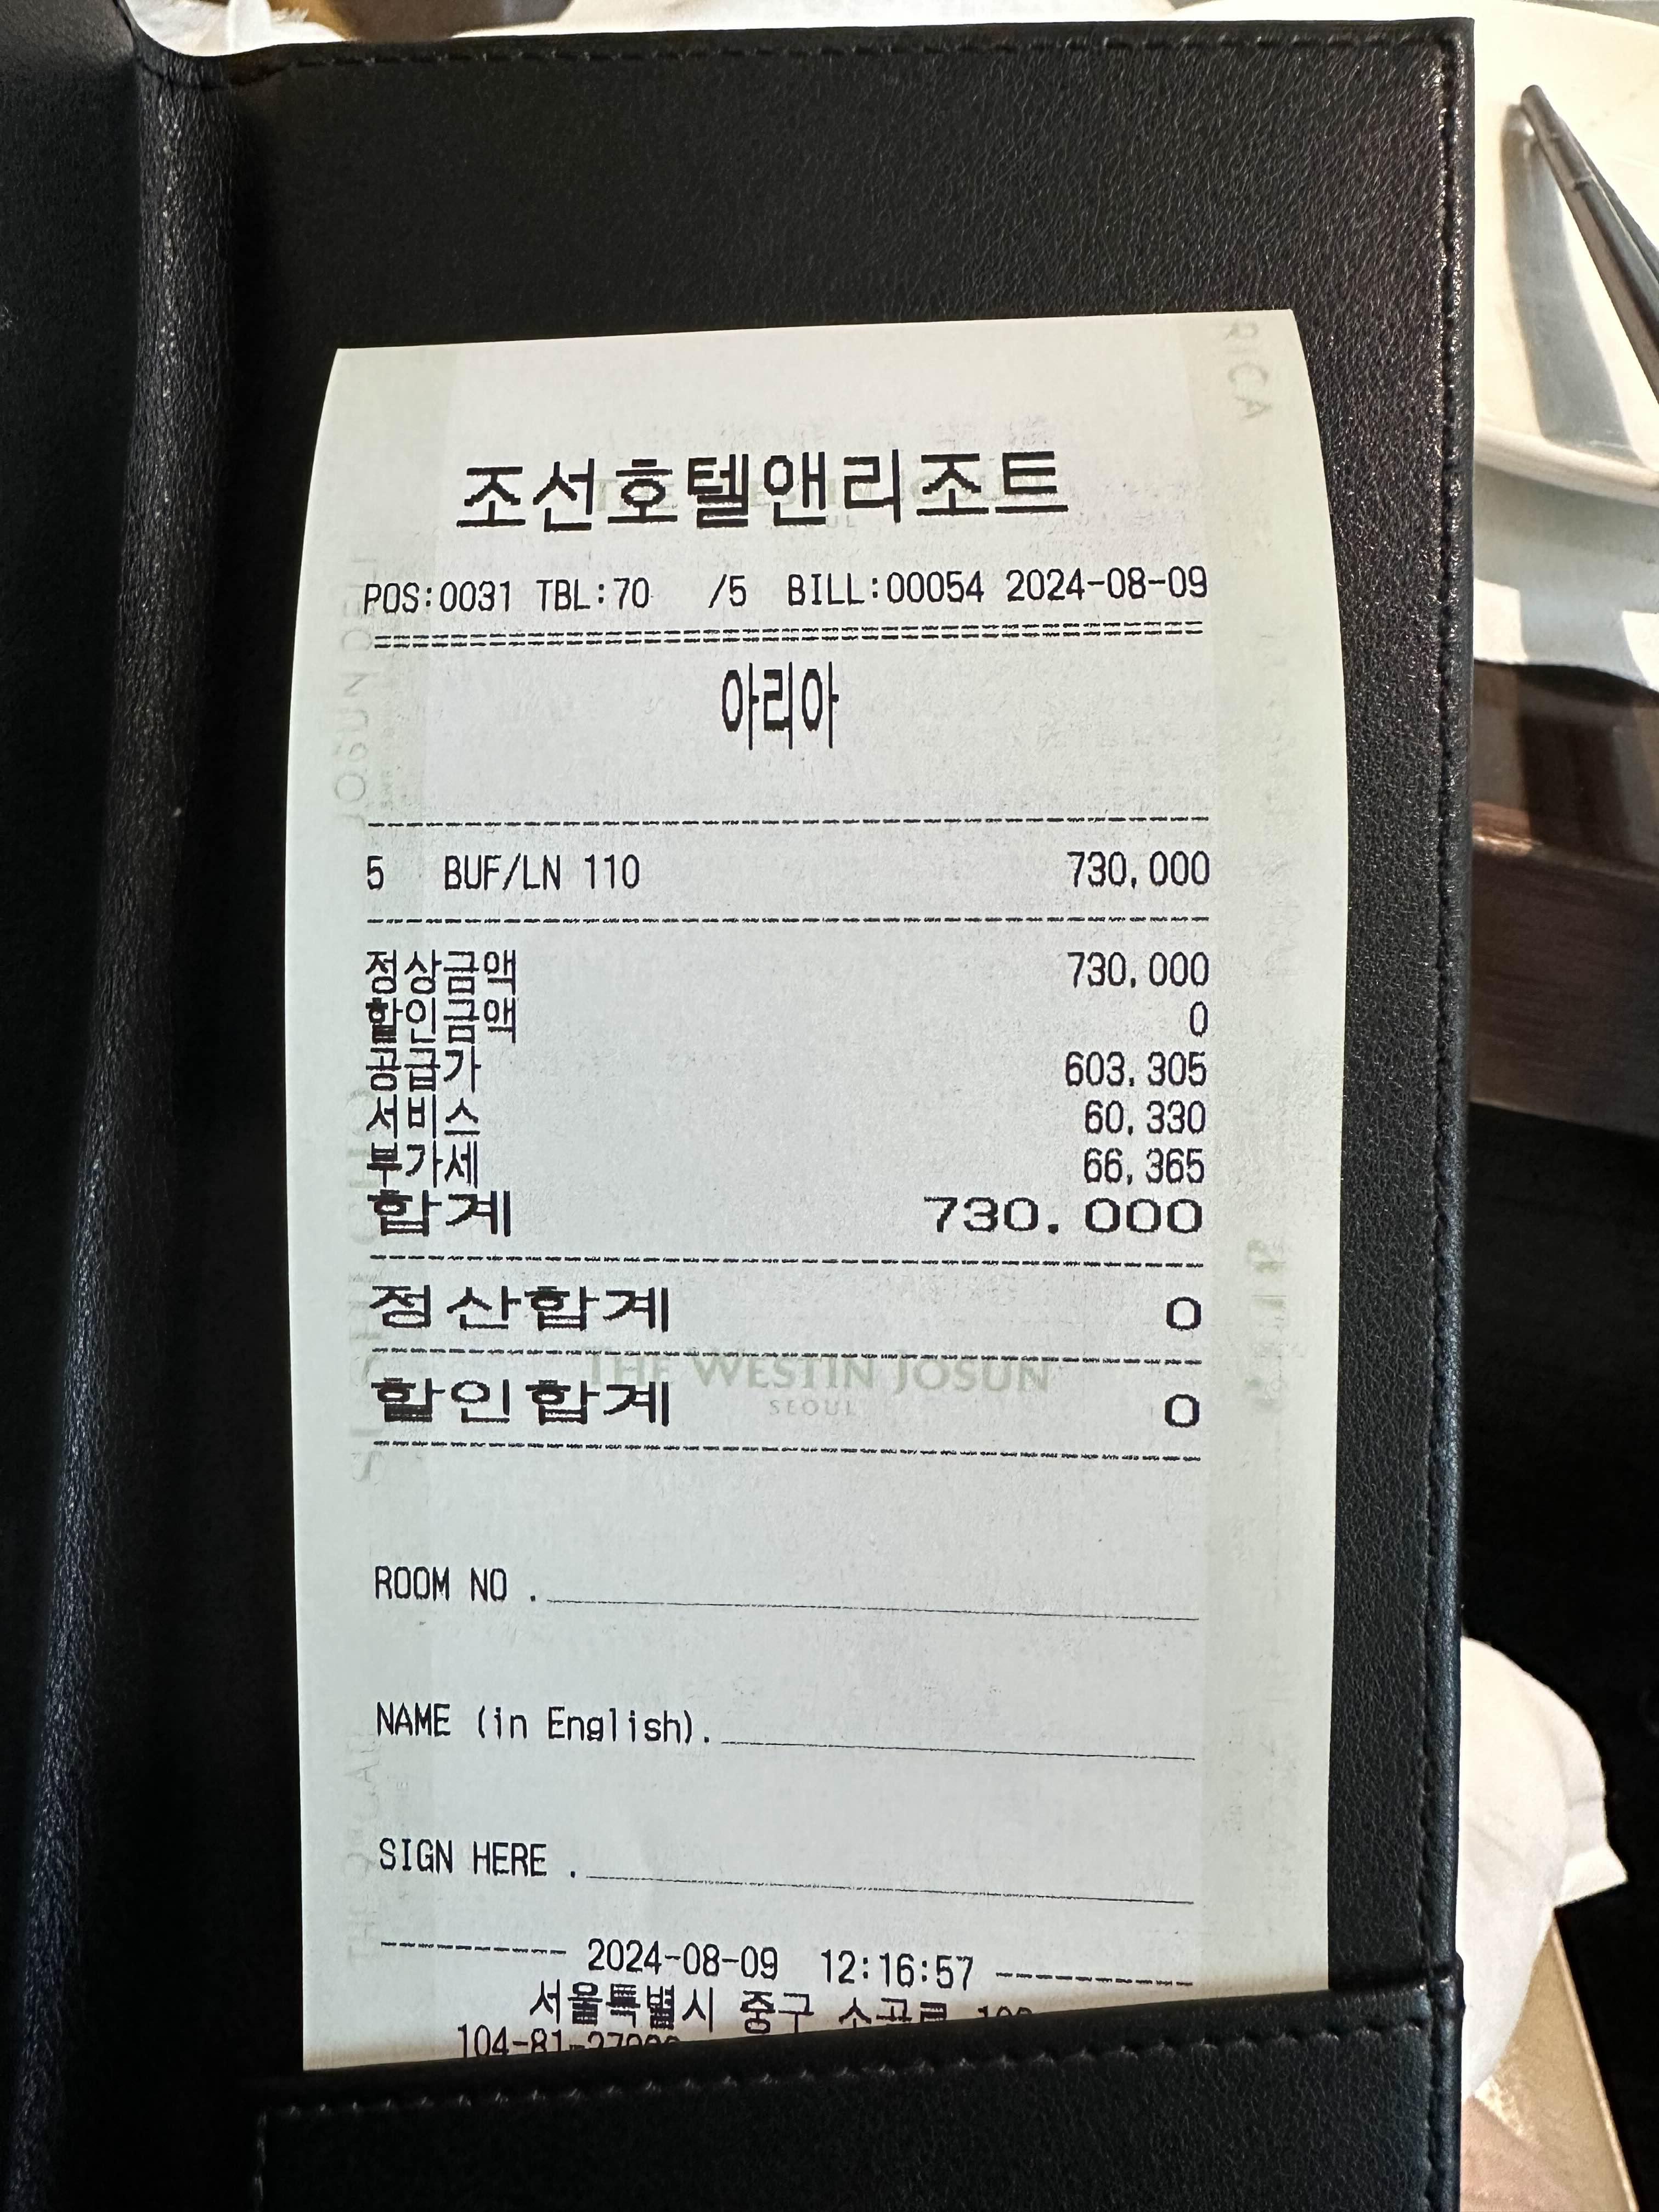 조선호텔앤리조트
POS:0031 TBL:70 /5 BILL:00054 2024-08-09
아리아
5 BUF/LN 110 730,000
정상금액 730,000
할인금액 0
공급가 603,305
서비스 60,330
부가세 66,365
합계 730,000
정산합계 0
THE WESTIN JOSUN
SEOUL
할인합계 0
ROOM NO .
NAME (in English).
SIGN HERE .
2024-08-09 12:16:57
서울특별시 중구
104-81-